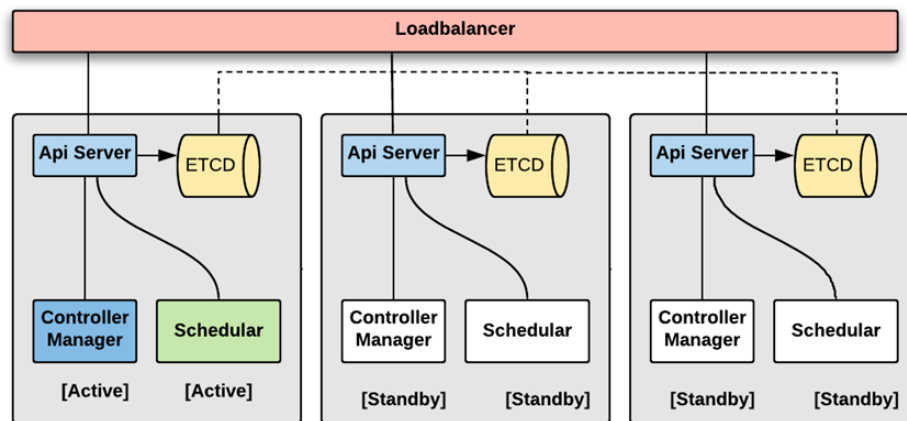 Loadbalancer
Api Server
ETCD
Api Server
ETCD
Api Server
ETCD
Controller
Manager
Schedular
Controller
Manager
Schedular
Controller
Manager
Schedular
[Active]
[Active]
[Standby]
[Standby]
[Standby]
[Standby]